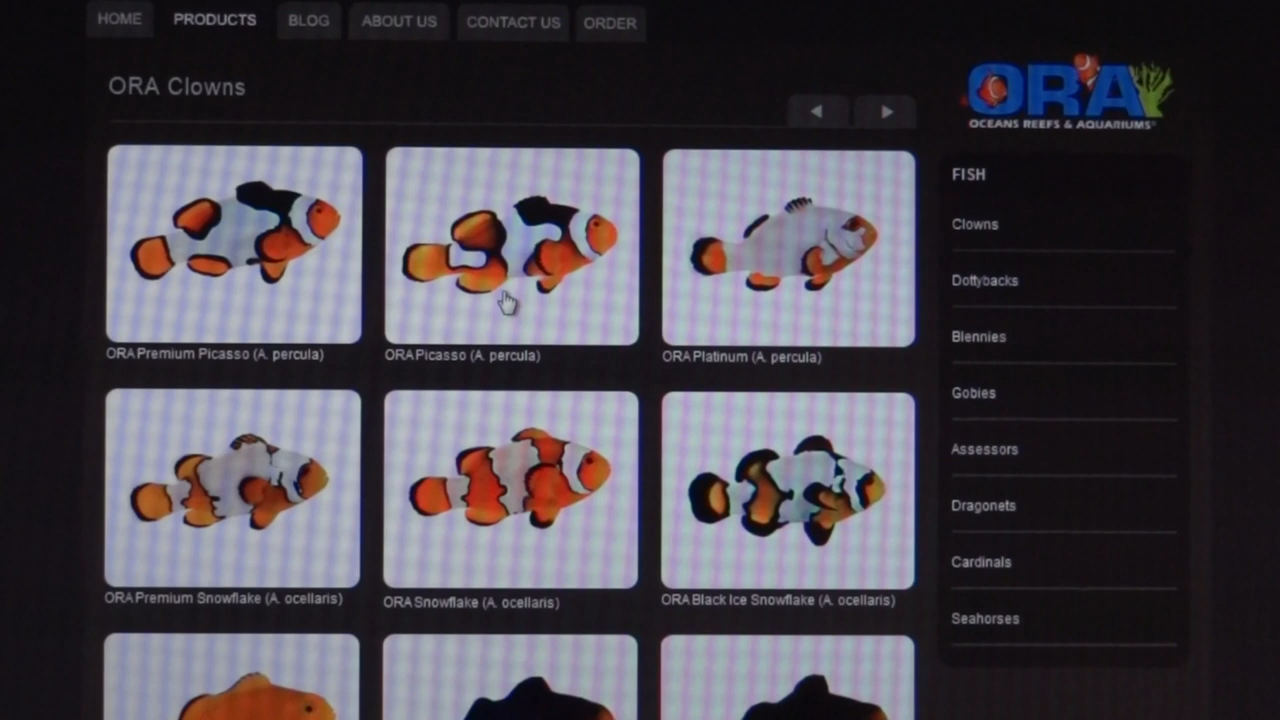 HOME PRODUCTS BLOG ABOUT US CONTACT US ORDER
ORA Clowns
ORA
OCEANS REEFS & AQUARIUMS
FISH
Clowns
Dottybacks
Blennies
Gobies
Assessors
Dragonets
Cardinals
Seahorses
ORA Premium Picasso (A. percula)
ORA Picasso (A. percula)
ORA Platinum (A. percula)
ORA Premium Snowflake (A. ocellaris)
ORA Snowflake (A. ocellaris)
ORA Black Ice Snowflake (A. ocellaris)